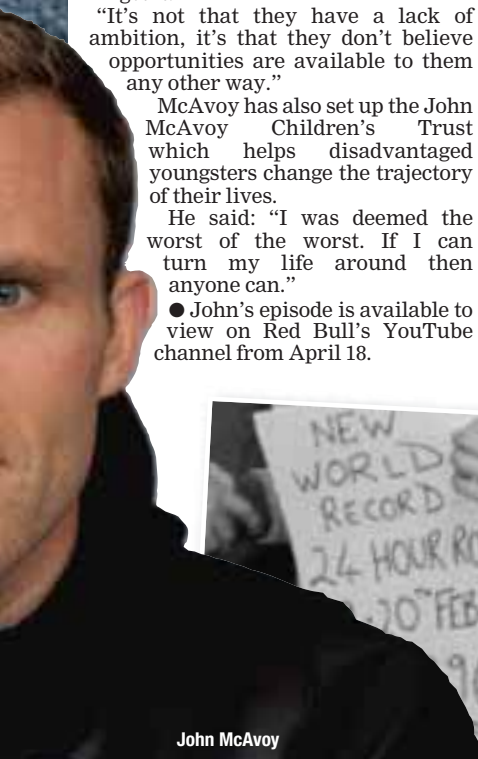 “It’s not that they have a lack of
ambition, it’s that they don’t believe
opportunities are available to them
any other way.”
McAvoy has also set up the John
McAvoy Children’s Trust
which helps disadvantaged
youngsters change the trajectory
of their lives.
He said: “I was deemed the
worst of the worst. If I can
turn my life around then
anyone can.”
● John’s episode is available to
view on Red Bull’s YouTube
channel from April 18.
NEW
WORLD
RECORD
24 HOUR RO
20TH FEB
John McAvoy